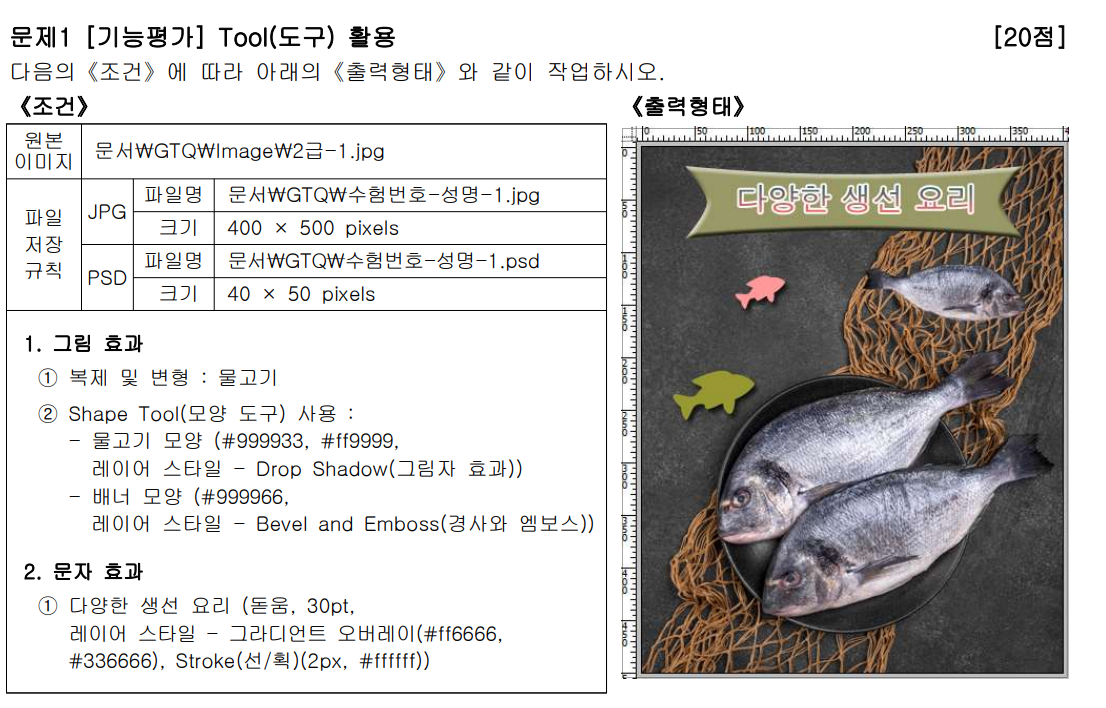 문제1 [기능평가] Tool(도구) 활용 [20점]
다음의《조건》에 따라 아래의《출력형태》와 같이 작업하시오.
《조건》
《출력형태》
원본
이미지
문서₩GTQ₩Image₩2급-1.jpg
파일
저장
규칙
JPG
파일명
문서₩GTQ₩수험번호-성명-1.jpg
크기
400 × 500 pixels
PSD
파일명
문서₩GTQ₩수험번호-성명-1.psd
크기
40 × 50 pixels
1. 그림 효과
① 복제 및 변형 : 물고기
② Shape Tool(모양 도구) 사용 :
- 물고기 모양 (#999933, #ff9999,
레이어 스타일 - Drop Shadow(그림자 효과))
- 배너 모양 (#999966,
레이어 스타일 - Bevel and Emboss(경사와 엠보스))
2. 문자 효과
① 다양한 생선 요리 (돋움, 30pt,
레이어 스타일 - 그라디언트 오버레이(#ff6666,
#336666), Stroke(선/획)(2px, #ffffff))
0 50 100 150 200 250 300 350 4
0
50
100
150
200
250
300
350
400
450
다양한 생선 요리